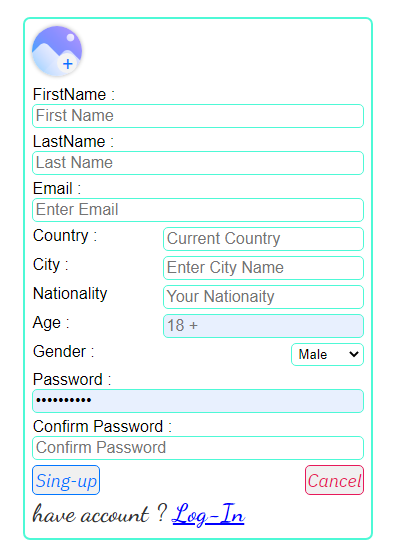 +
FirstName :
First Name
LastName :
Last Name
Email :
Enter Email
Country : Current Country
City : Enter City Name
Nationality Your Nationaity
Age : 18 +
Gender : Male
Password :
••••••••••
Confirm Password :
Confirm Password
Sing-up Cancel
have account ? Log-In